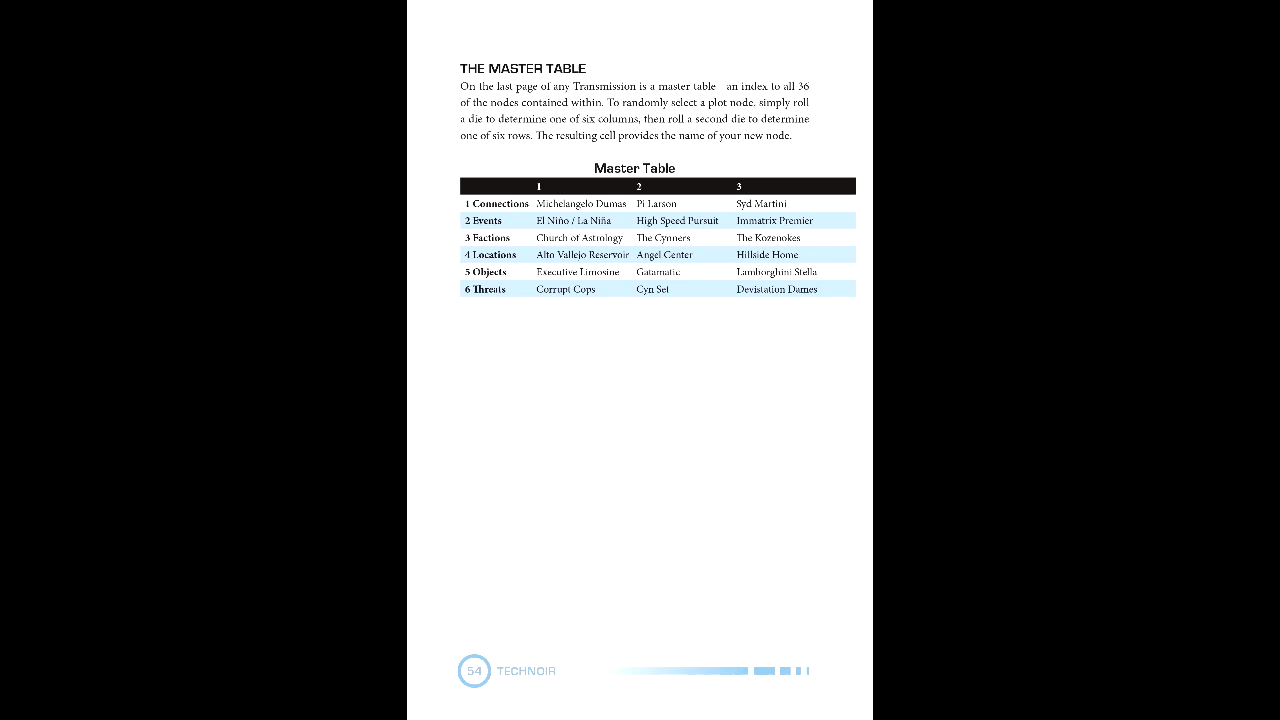 THE MASTER TABLE
On the last page of any Transmission is a master table an index to all 36
of the nodes contained within. To randomly select a plot node, simply roll
a die to determine one of six columns, then roll a second die to determine
one of six rows. The resulting cell provides the name of your new node.
Master Table
1 2 3
1 Connections Michelangelo Dumas Pi Larson Syd Martini
2 Events El Niño / La Niña High Speed Pursuit Immatrix Premier
3 Factions Church of Astrology The Cynners The Kozenokes
4 Locations Alto Vallejo Reservoir Angel Center Hillside Home
5 Objects Executive Limosine Gatamatic Lamborghini Stella
6 Threats Corrupt Cops Cyn Set Devistation Dames
54 TECHNOIR